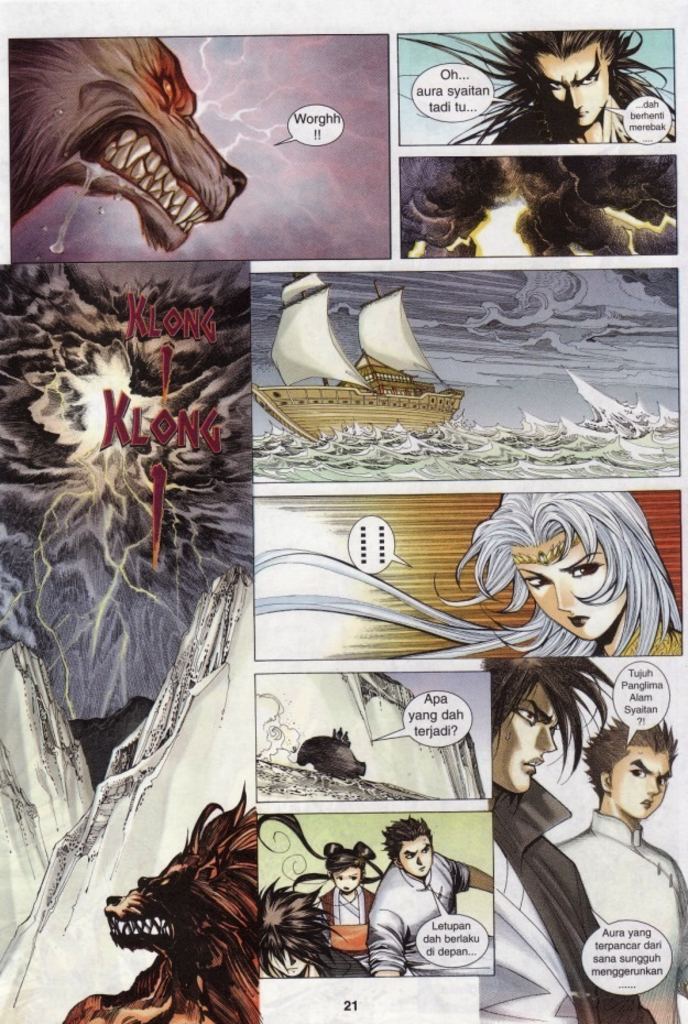 Worghh
!!
Oh...
aura syaitan
tadi tu...
...dah
berhenti
merebak
....
KLONG
!
KLONG
!
Apa
yang dah
terjadi?
Tujuh
Panglima
Alam
Syaitan
?!
Letupan
dah berlaku
di depan...
Aura yang
terpancar dari
sana sungguh
menggerunkan
......
21